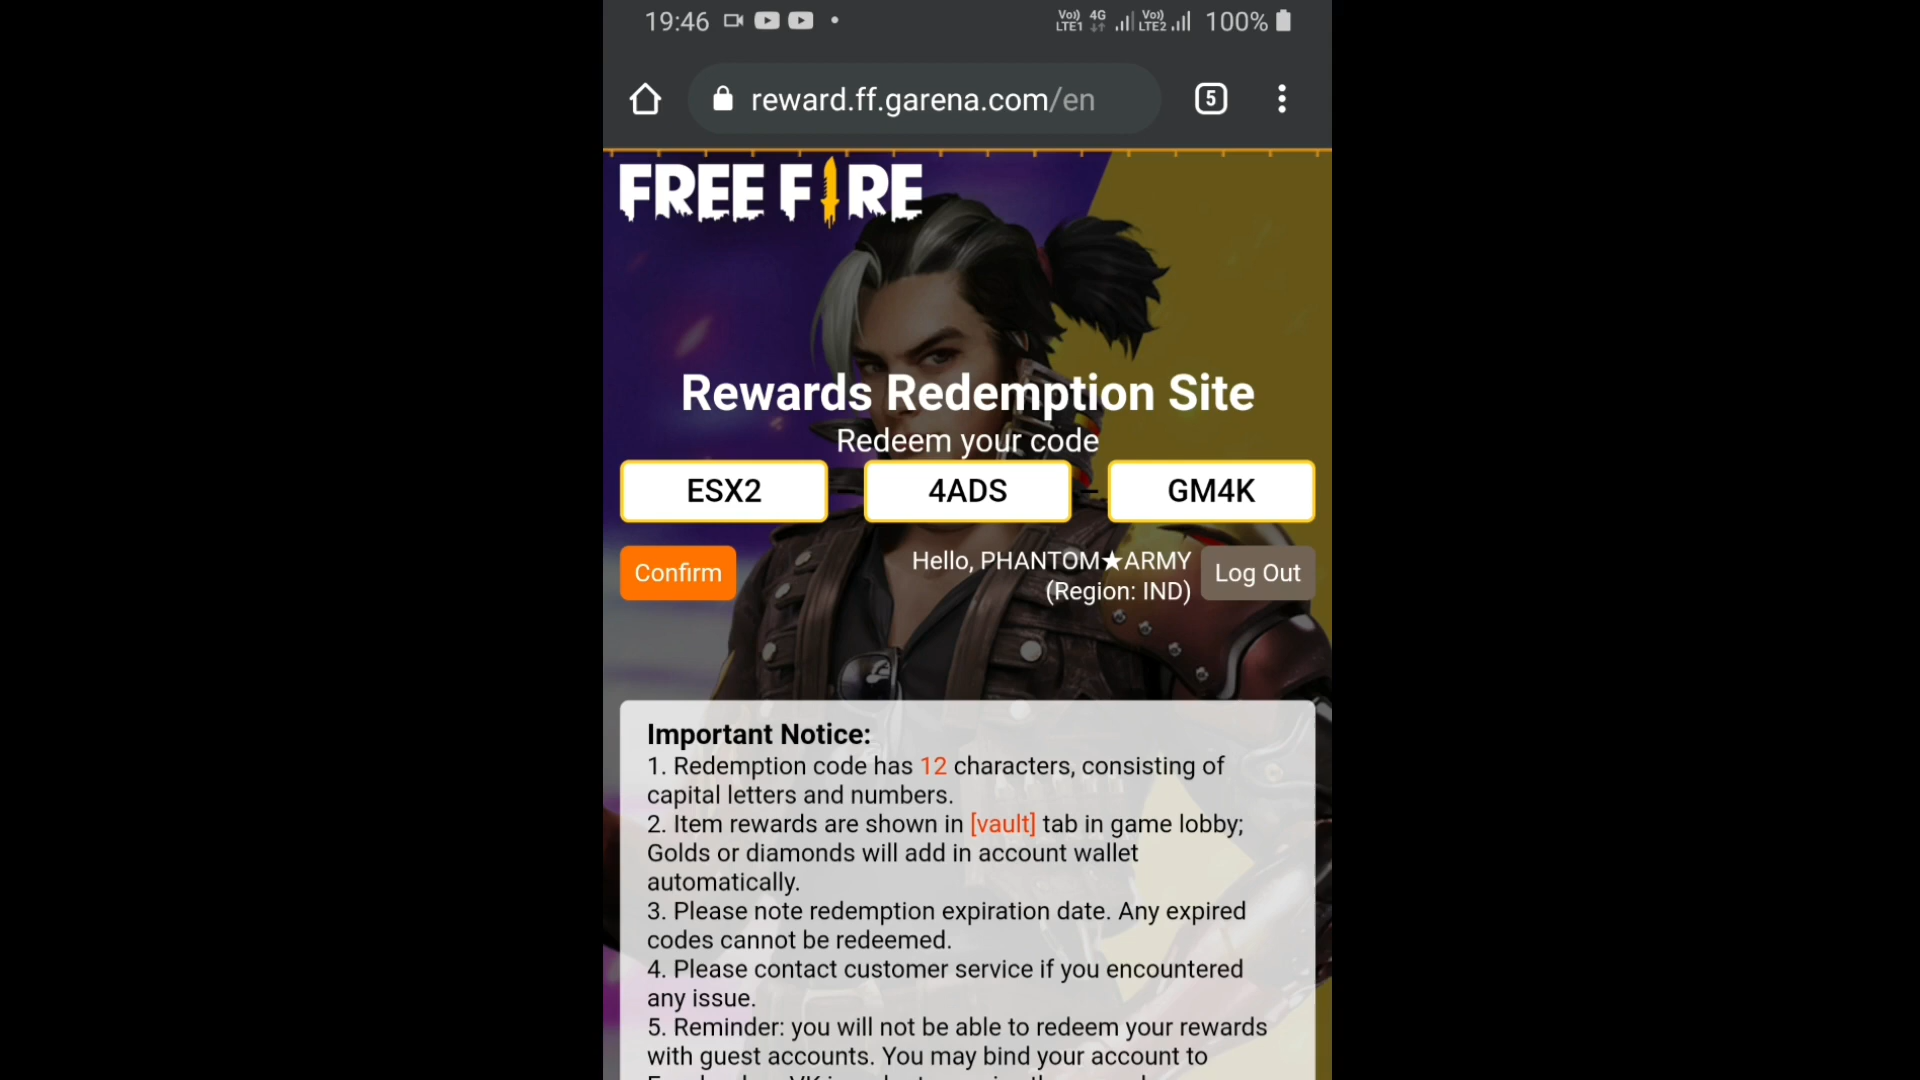 19:46
Vo)) 4G Vo))
LTE1 LTE2 100%
reward.ff.garena.com/en
5
FREE FIRE
Rewards Redemption Site
Redeem your code
ESX2 - 4ADS - GM4K
Confirm
Hello, PHANTOM★ARMY
(Region: IND)
Log Out
Important Notice:
1. Redemption code has 12 characters, consisting of
capital letters and numbers.
2. Item rewards are shown in [vault] tab in game lobby;
Golds or diamonds will add in account wallet
automatically.
3. Please note redemption expiration date. Any expired
codes cannot be redeemed.
4. Please contact customer service if you encountered
any issue.
5. Reminder: you will not be able to redeem your rewards
with guest accounts. You may bind your account to